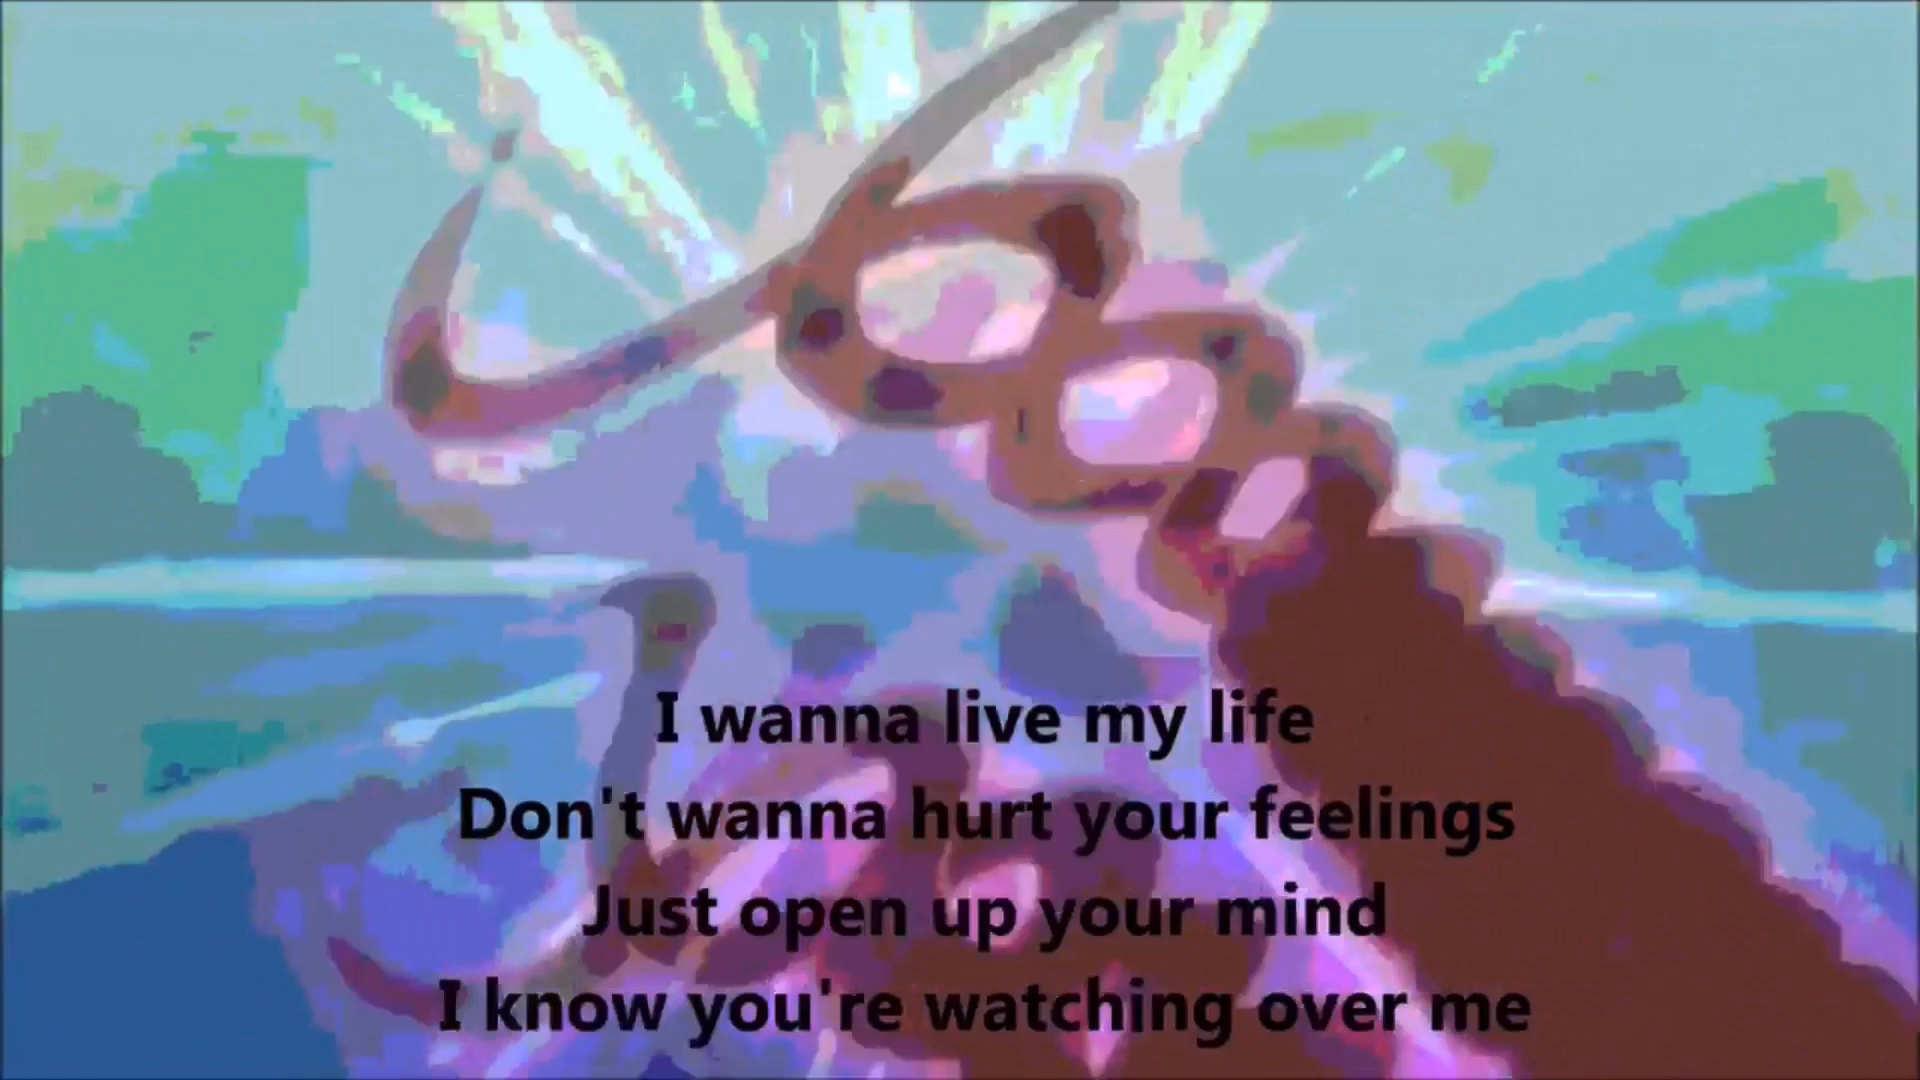 I wanna live my life
Don't wanna hurt your feelings
Just open up your mind
I know you're watching over me